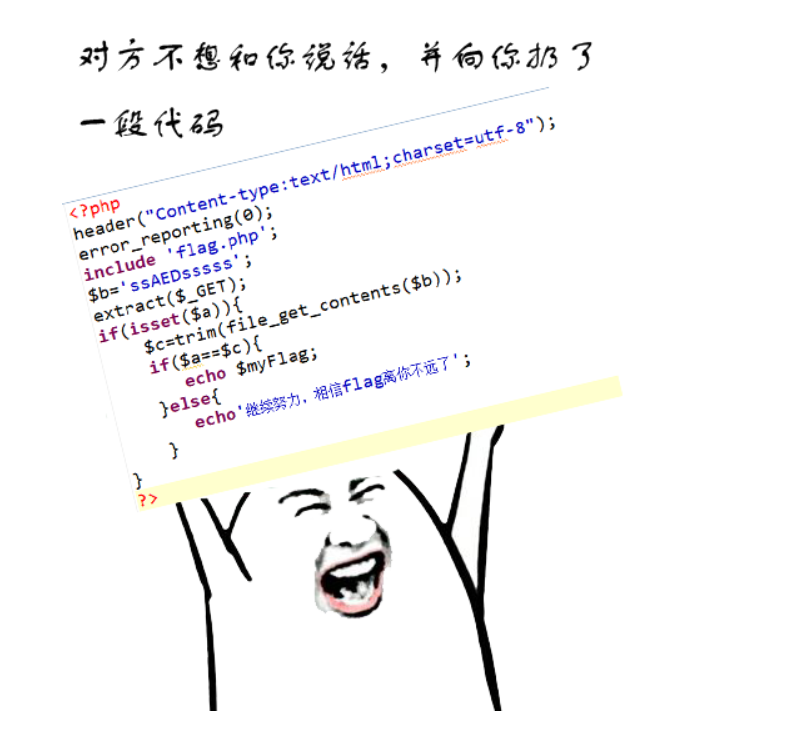 对方不想和你说话，并向你扔了
一段代码
<?php
header("Content-type:text/html;charset=utf-8");
error_reporting(0);
include 'flag.php';
$b='ssAEDsssss';
extract($_GET);
if(isset($a)){
$c=trim(file_get_contents($b));
if($a==$c){
echo $myFlag;
}else{
echo'继续努力，相信flag离你不远了';
}
}
?>